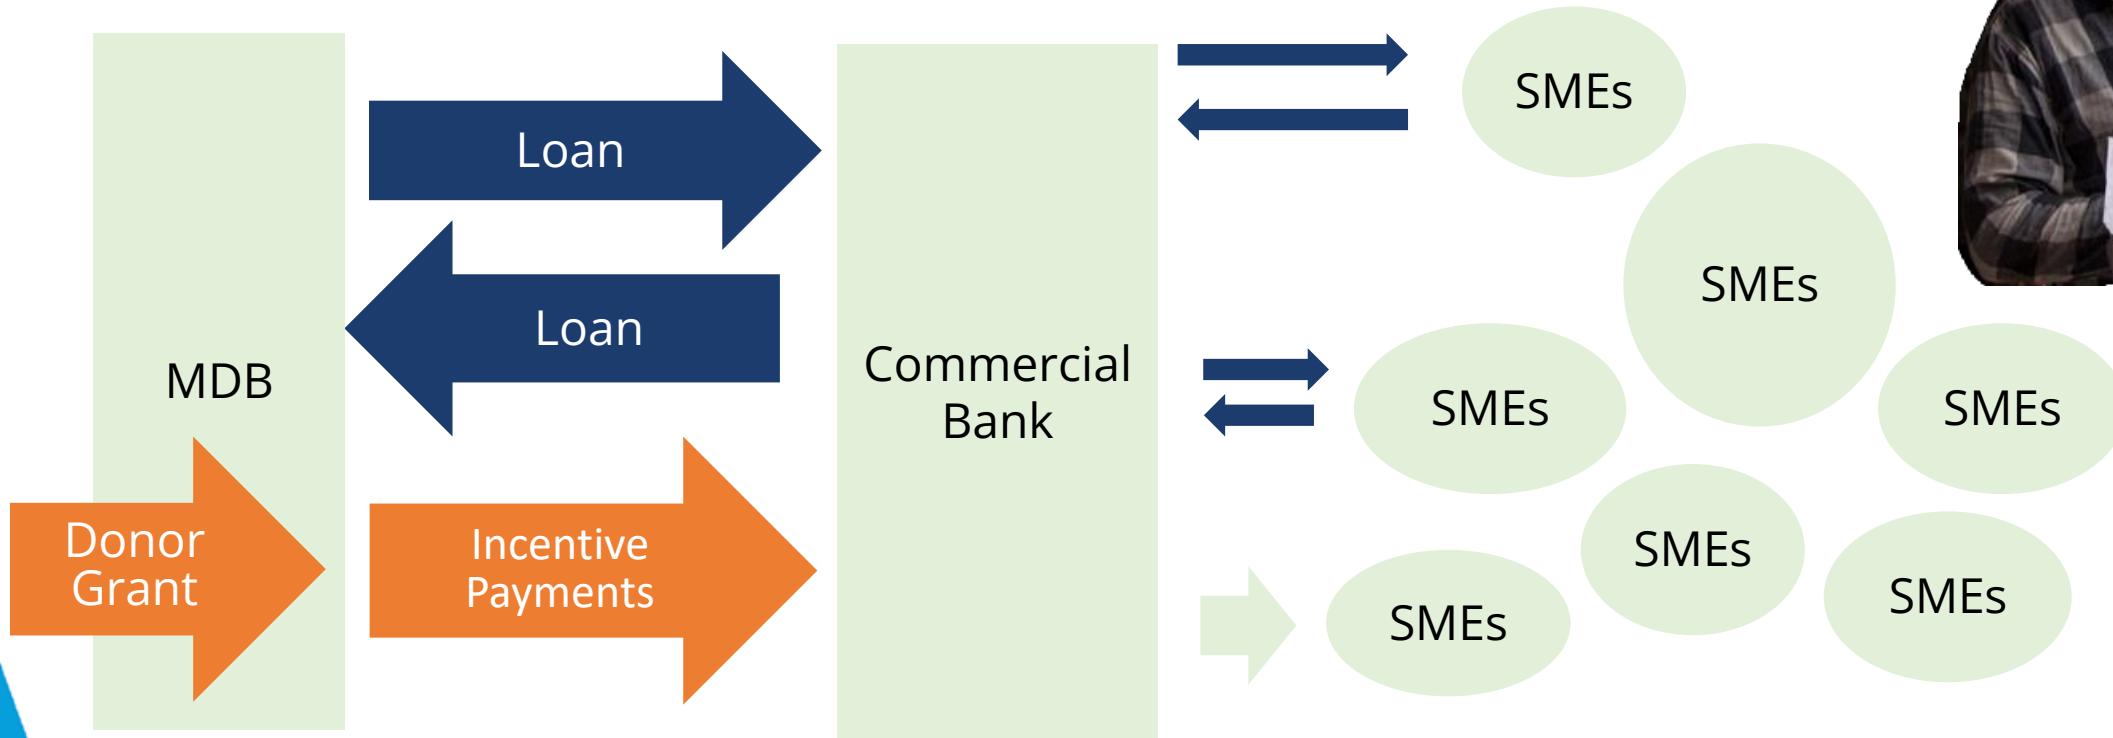 Loan
Loan
MDB
Donor
Grant
Incentive
Payments
Commercial
Bank
SMEs
SMEs
SMEs
SMEs
SMEs
SMEs
SMEs